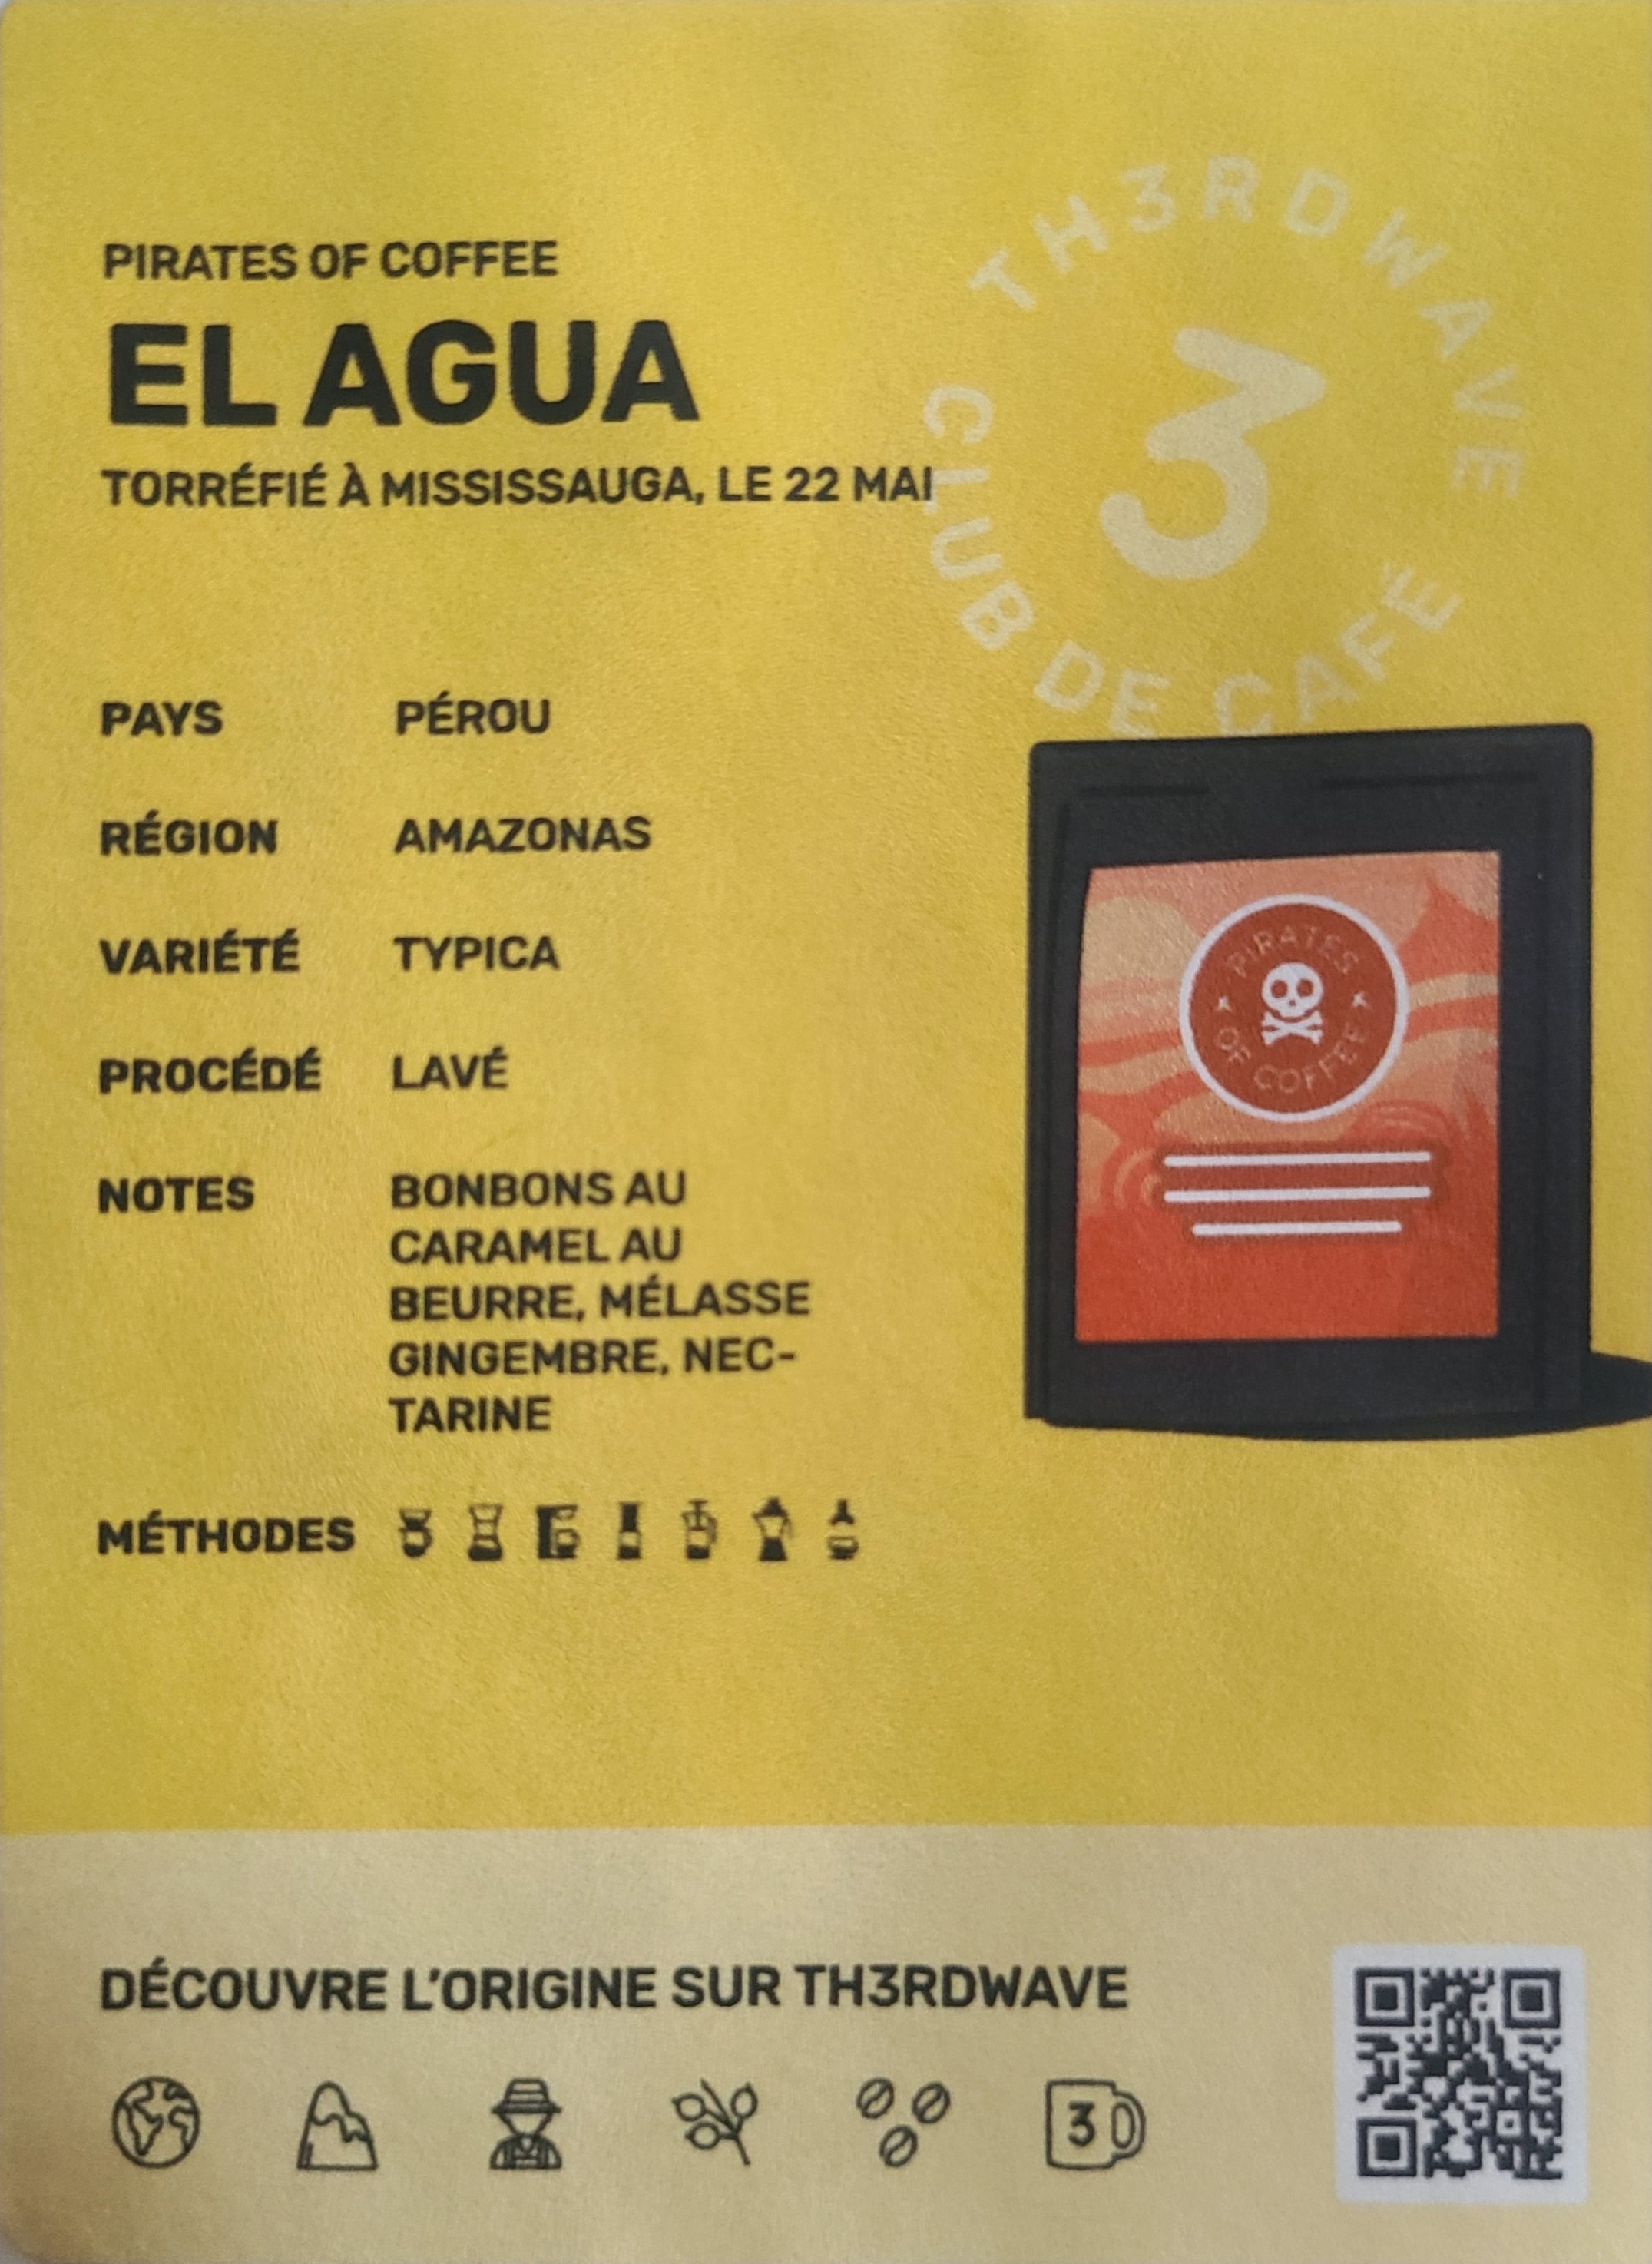 PIRATES OF COFFEE
EL AGUA
TORRÉFIÉ À MISSISSAUGA, LE 22 MAI
TH3RDWAVE
3
CLUB DE CAFÉ
PAYS PÉROU
RÉGION AMAZONAS
VARIÉTÉ TYPICA
PROCÉDÉ LAVÉ
NOTES BONBONS AU
CARAMEL AU
BEURRE, MÉLASSE
GINGEMBRE, NEC-
TARINE
MÉTHODES
PIRATES
OF COFFEE
DÉCOUVRE L'ORIGINE SUR TH3RDWAVE
3